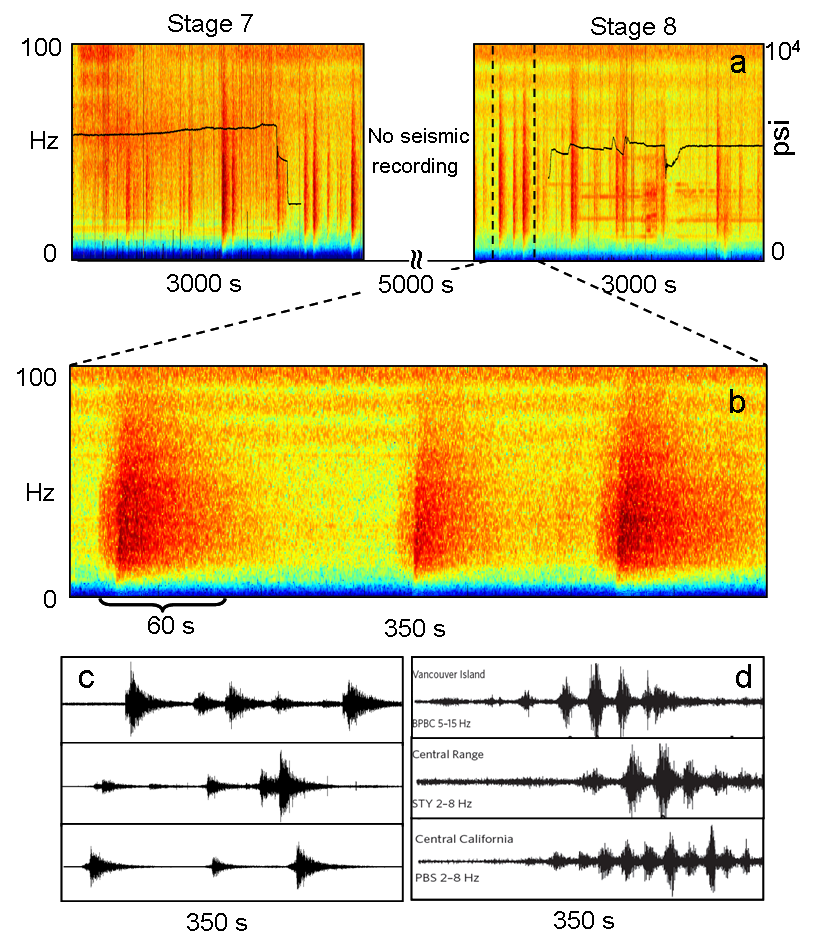 Stage 7
Stage 8
100
a
10⁴
Hz
No seismic
recording
psi
0
0
3000 s
5000 s
3000 s
100
b
Hz
0
60 s
350 s
c
Vancouver Island
d
BPBC 5–15 Hz
Central Range
STY 2–8 Hz
Central California
PBS 2–8 Hz
350 s
350 s